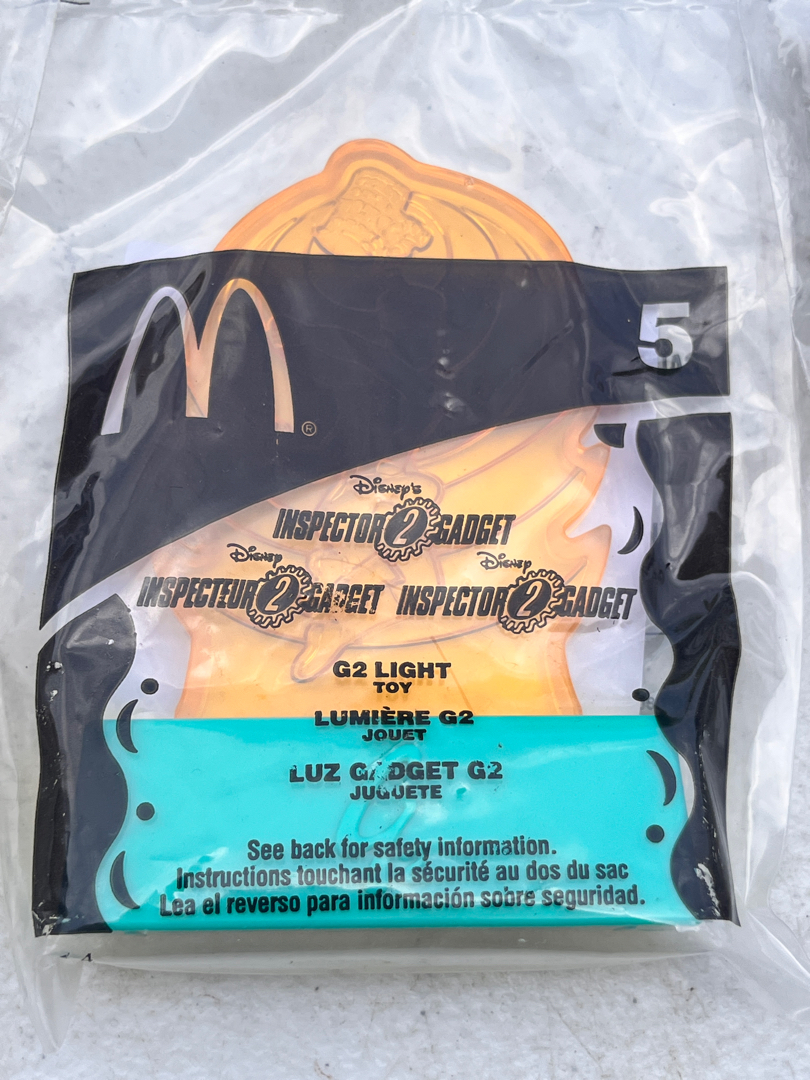 M ®
5
Disney's
INSPECTOR 2 GADGET
Disney
INSPECTEUR 2 GADGET
Disney
INSPECTOR 2 GADGET
G2 LIGHT
TOY
LUMIÈRE G2
JOUET
LUZ GADGET G2
JUGUETE
See back for safety information.
Instructions touchant la sécurité au dos du sac
Lea el reverso para información sobre seguridad.